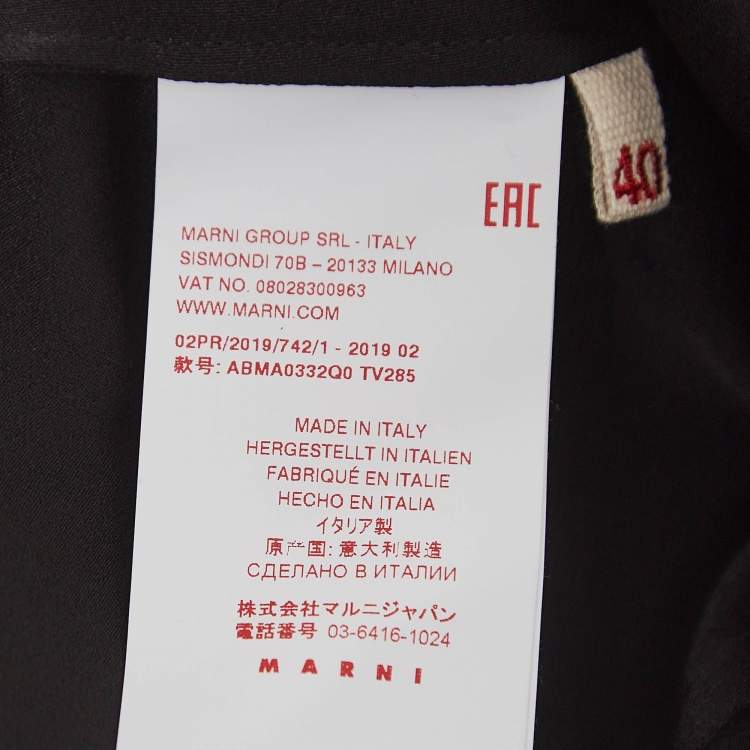 40
EAC
MARNI GROUP SRL - ITALY
SISMONDI 70B – 20133 MILANO
VAT NO. 08028300963
WWW.MARNI.COM
02PR/2019/742/1 - 2019 02
款号: ABMA0332Q0 TV285
MADE IN ITALY
HERGESTELLT IN ITALIEN
FABRIQUÉ EN ITALIE
HECHO EN ITALIA
イタリア製
原产国: 意大利製造
СДЕЛАНО В ИТАЛИИ
株式会社マルニジャパン
電話番号 03-6416-1024
MARNI